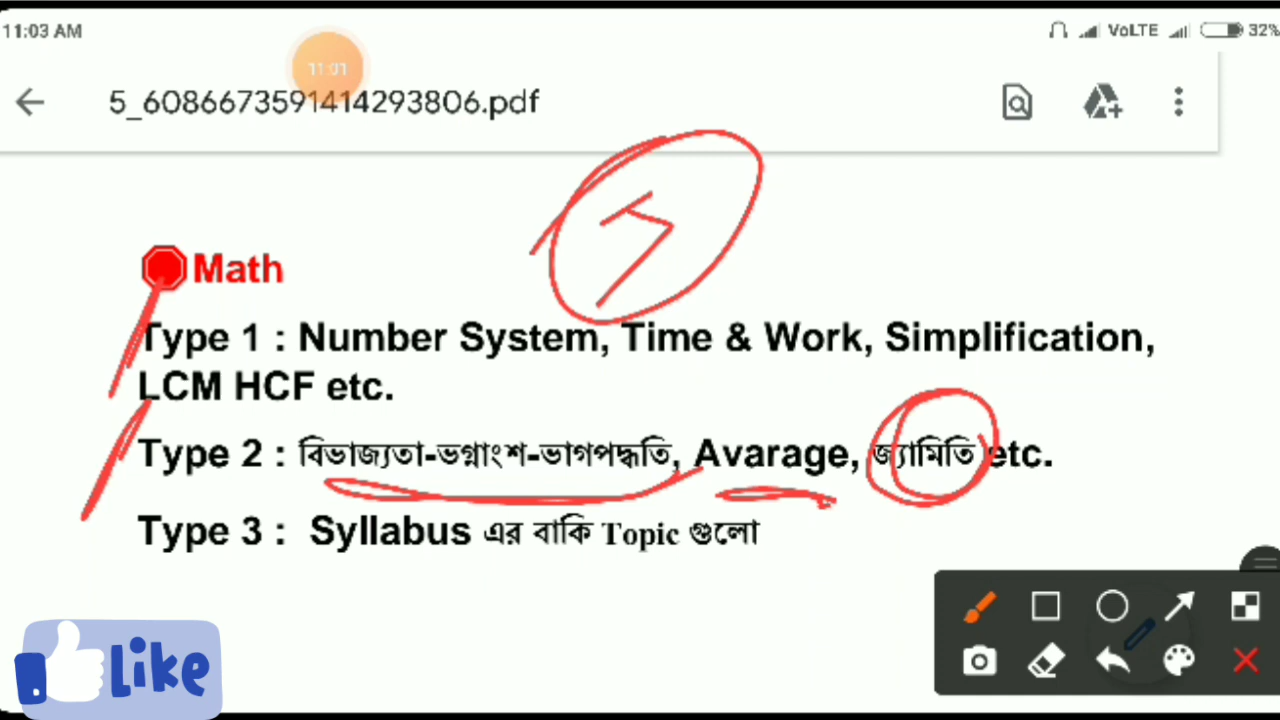 11:03 AM VoLTE 32%
11:01
5_6086673591414293806.pdf
Math
Type 1 : Number System, Time & Work, Simplification,
LCM HCF etc.
Type 2 : বিভাজ্যতা-ভগ্নাংশ-ভাগপদ্ধতি, Avarage, জ্যামিতি etc.
Type 3 : Syllabus এর বাকি Topic গুলো
like